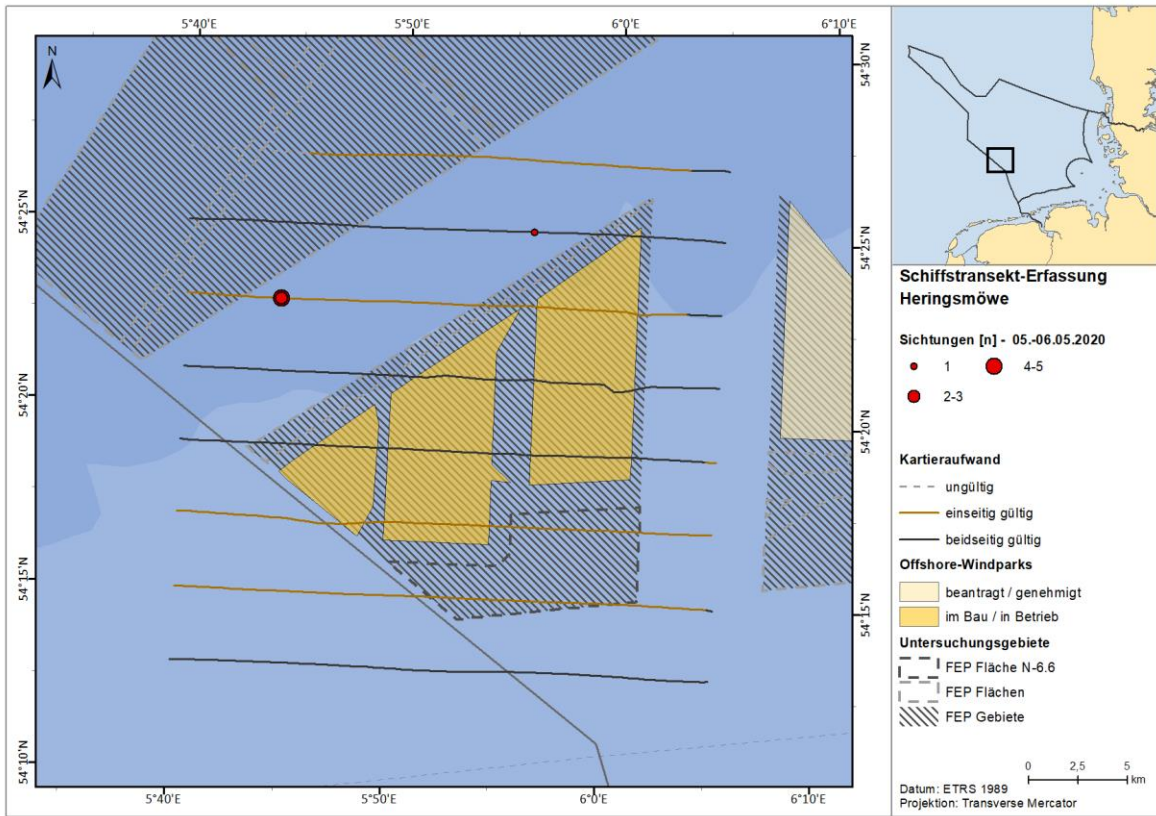 5°40'E 5°50'E 6°0'E 6°10'E
N
54°30'N
54°25'N
54°25'N
54°20'N
54°20'N
54°15'N
54°15'N
54°10'N
5°40'E 5°50'E 6°0'E 6°10'E
Schiffstransekt-Erfassung
Heringsmöwe
Sichtungen [n] - 05.-06.05.2020
1 4-5
2-3
Kartieraufwand
ungültig
einseitig gültig
beidseitig gültig
Offshore-Windparks
beantragt / genehmigt
im Bau / in Betrieb
Untersuchungsgebiete
FEP Fläche N-6.6
FEP Flächen
FEP Gebiete
0 2,5 5
km
Datum: ETRS 1989
Projektion: Transverse Mercator